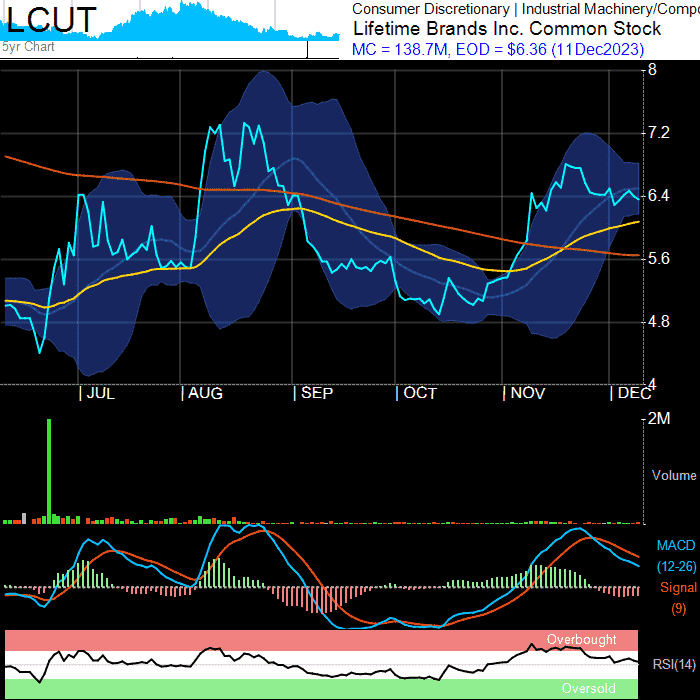 LCUT
5yr Chart
Consumer Discretionary | Industrial Machinery/Compo
Lifetime Brands Inc. Common Stock
MC = 138.7M, EOD = $6.36 (11Dec2023)
8
7.2
6.4
5.6
4.8
4
JUL
AUG
SEP
OCT
NOV
DEC
2M
Volume
MACD
(12-26)
Signal
(9)
Overbought
RSI(14)
Oversold